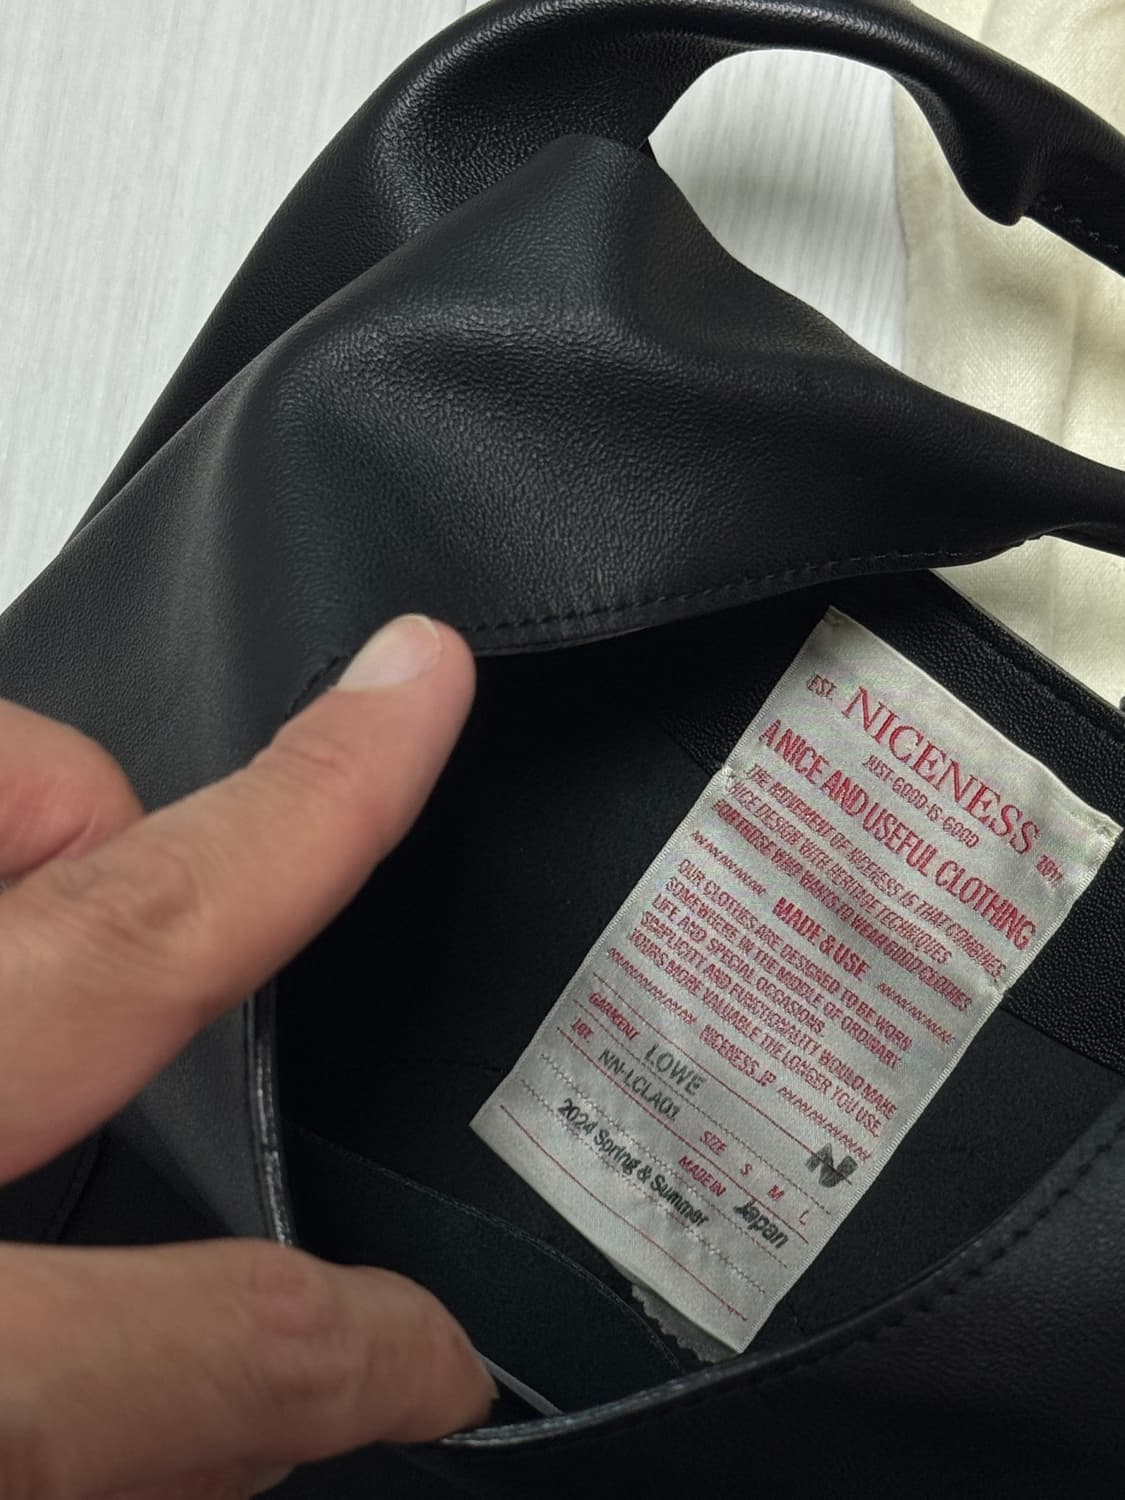 EST. NICENESS 2017
JUST-GOOD-IS-GOOD
A NICE AND USEFUL CLOTHING
THE MOVEMENT OF NICENESS IS THAT COMBINES
NICE DESIGN WITH HERITAGE TECHNIQUES
FOR THOSE WHO WANTS TO WEAR GOOD CLOTHES
MADE & USE
OUR CLOTHES ARE DESIGNED TO BE WORN
SOMEWHERE IN THE MIDDLE OF ORDINARY
LIFE AND SPECIAL OCCASIONS.
SIMPLICITY AND FUNCTIONALITY WOULD MAKE
YOURS MORE VALUABLE THE LONGER YOU USE.
NICENESS.JP
GARMENT LOWE
LOT. NN-LCLA01 N
SIZE S M L
2024 Spring & Summer MADE IN Japan